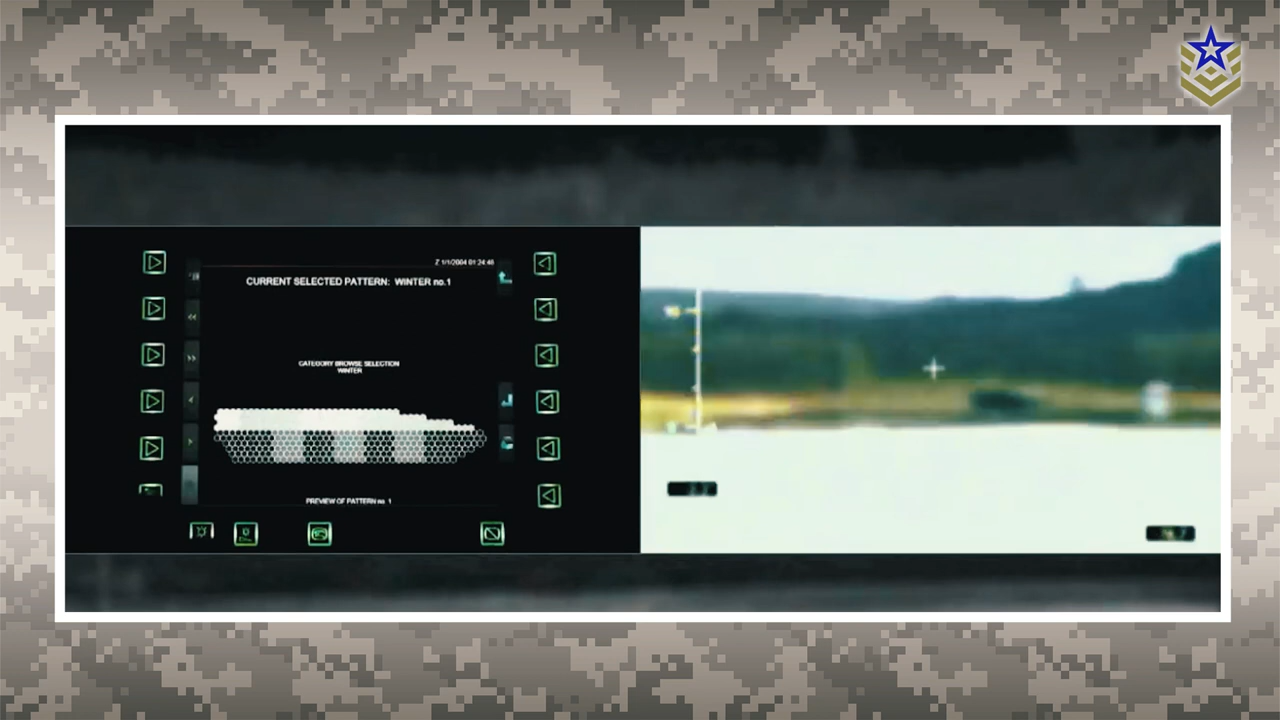 Z 1/1/2004 01:24:46
CURRENT SELECTED PATTERN: WINTER no.1
CATEGORY BROWSE SELECTION
WINTER
PREVIEW OF PATTERN no. 1